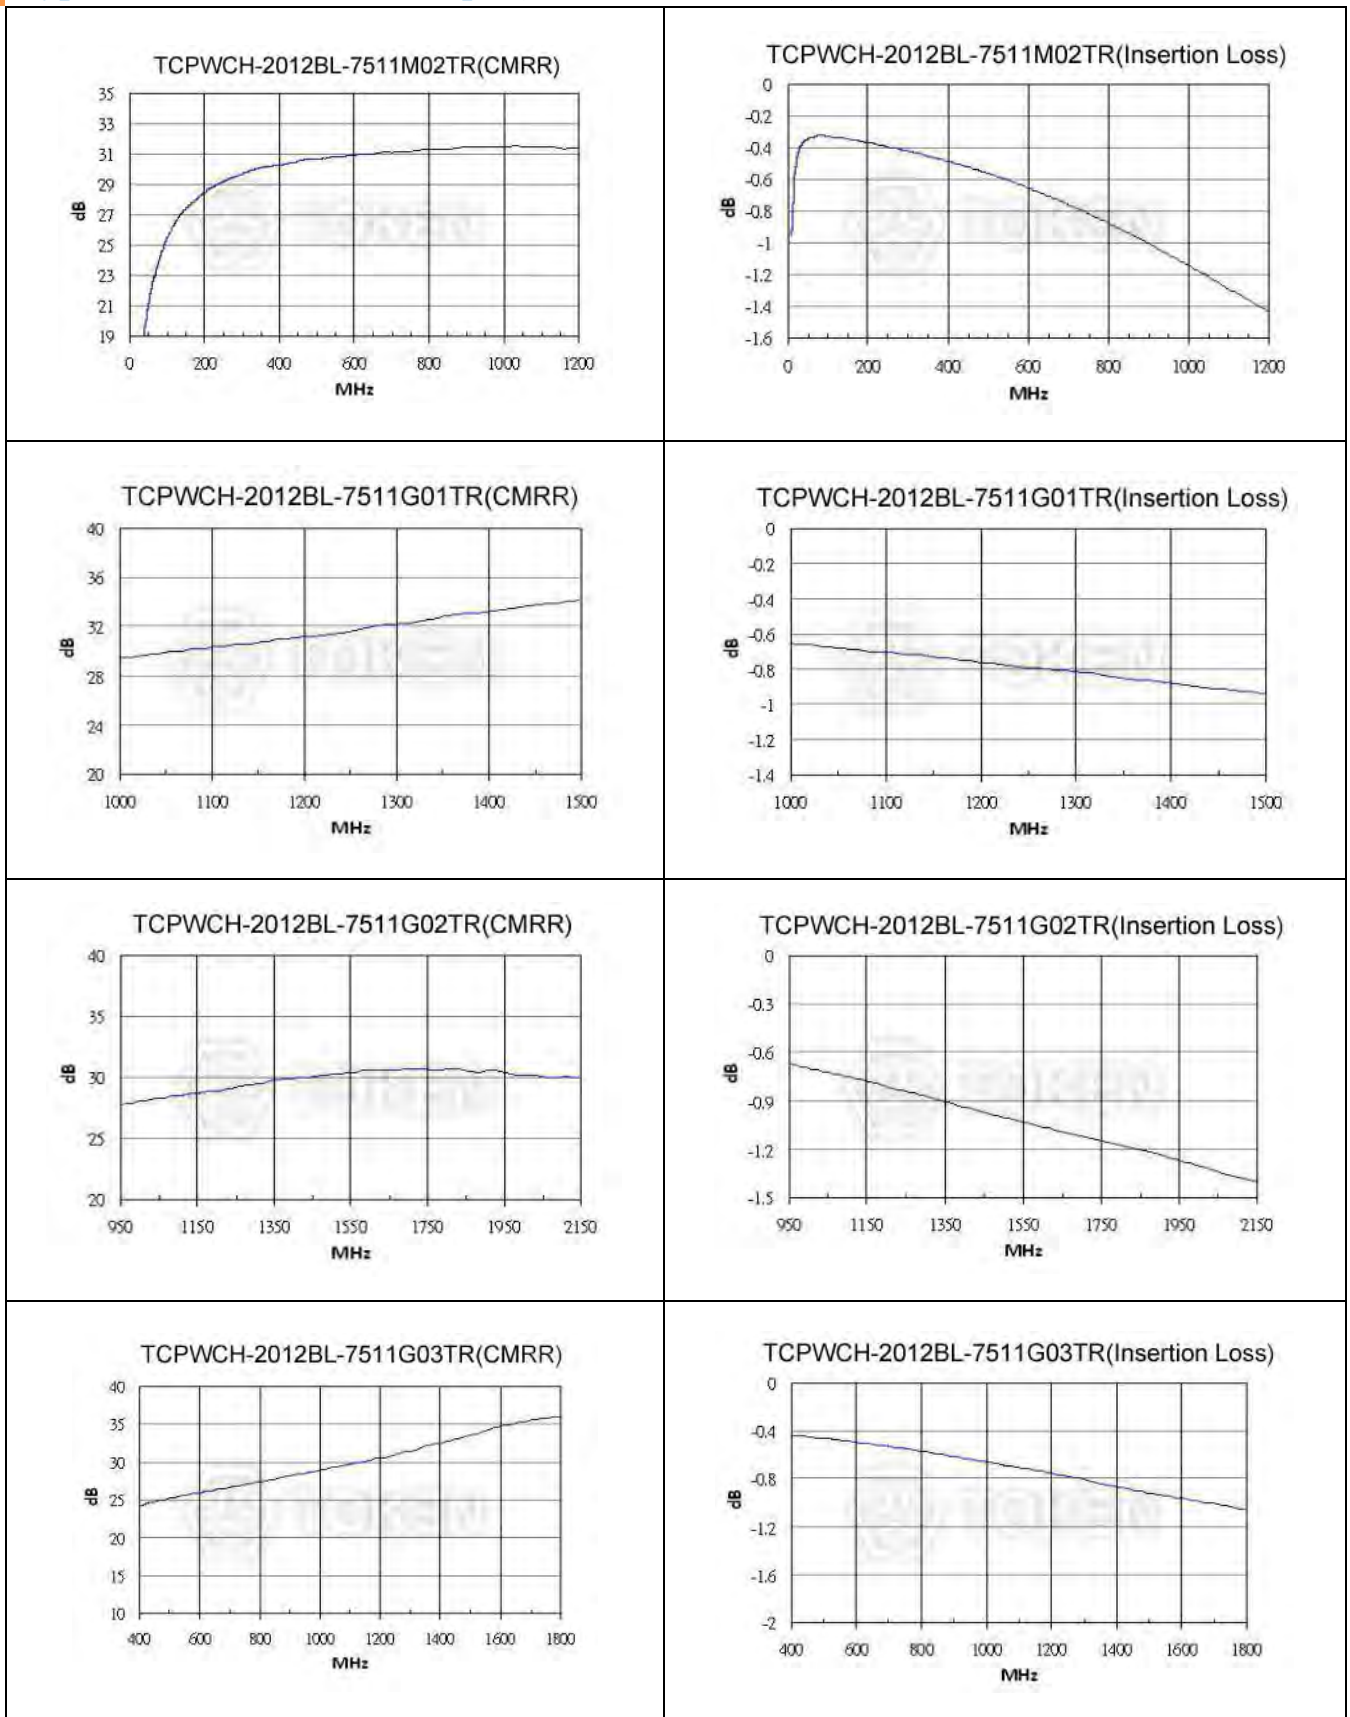 TCPWCH-2012BL-7511M02TR(CMRR)
35
33
31
29
27
25
23
21
19
dB
0 200 400 600 800 1000 1200
MHz
TCPWCH-2012BL-7511M02TR(Insertion Loss)
0
-0.2
-0.4
-0.6
-0.8
-1
-1.2
-1.4
-1.6
dB
0 200 400 600 800 1000 1200
MHz
TCPWCH-2012BL-7511G01TR(CMRR)
40
36
32
28
24
20
dB
1000 1100 1200 1300 1400 1500
MHz
TCPWCH-2012BL-7511G01TR(Insertion Loss)
0
-0.2
-0.4
-0.6
-0.8
-1
-1.2
-1.4
dB
1000 1100 1200 1300 1400 1500
MHz
TCPWCH-2012BL-7511G02TR(CMRR)
40
35
30
25
20
dB
950 1150 1350 1550 1750 1950 2150
MHz
TCPWCH-2012BL-7511G02TR(Insertion Loss)
0
-0.3
-0.6
-0.9
-1.2
-1.5
dB
950 1150 1350 1550 1750 1950 2150
MHz
TCPWCH-2012BL-7511G03TR(CMRR)
40
35
30
25
20
15
10
dB
400 600 800 1000 1200 1400 1600 1800
MHz
TCPWCH-2012BL-7511G03TR(Insertion Loss)
0
-0.4
-0.8
-1.2
-1.6
-2
dB
400 600 800 1000 1200 1400 1600 1800
MHz